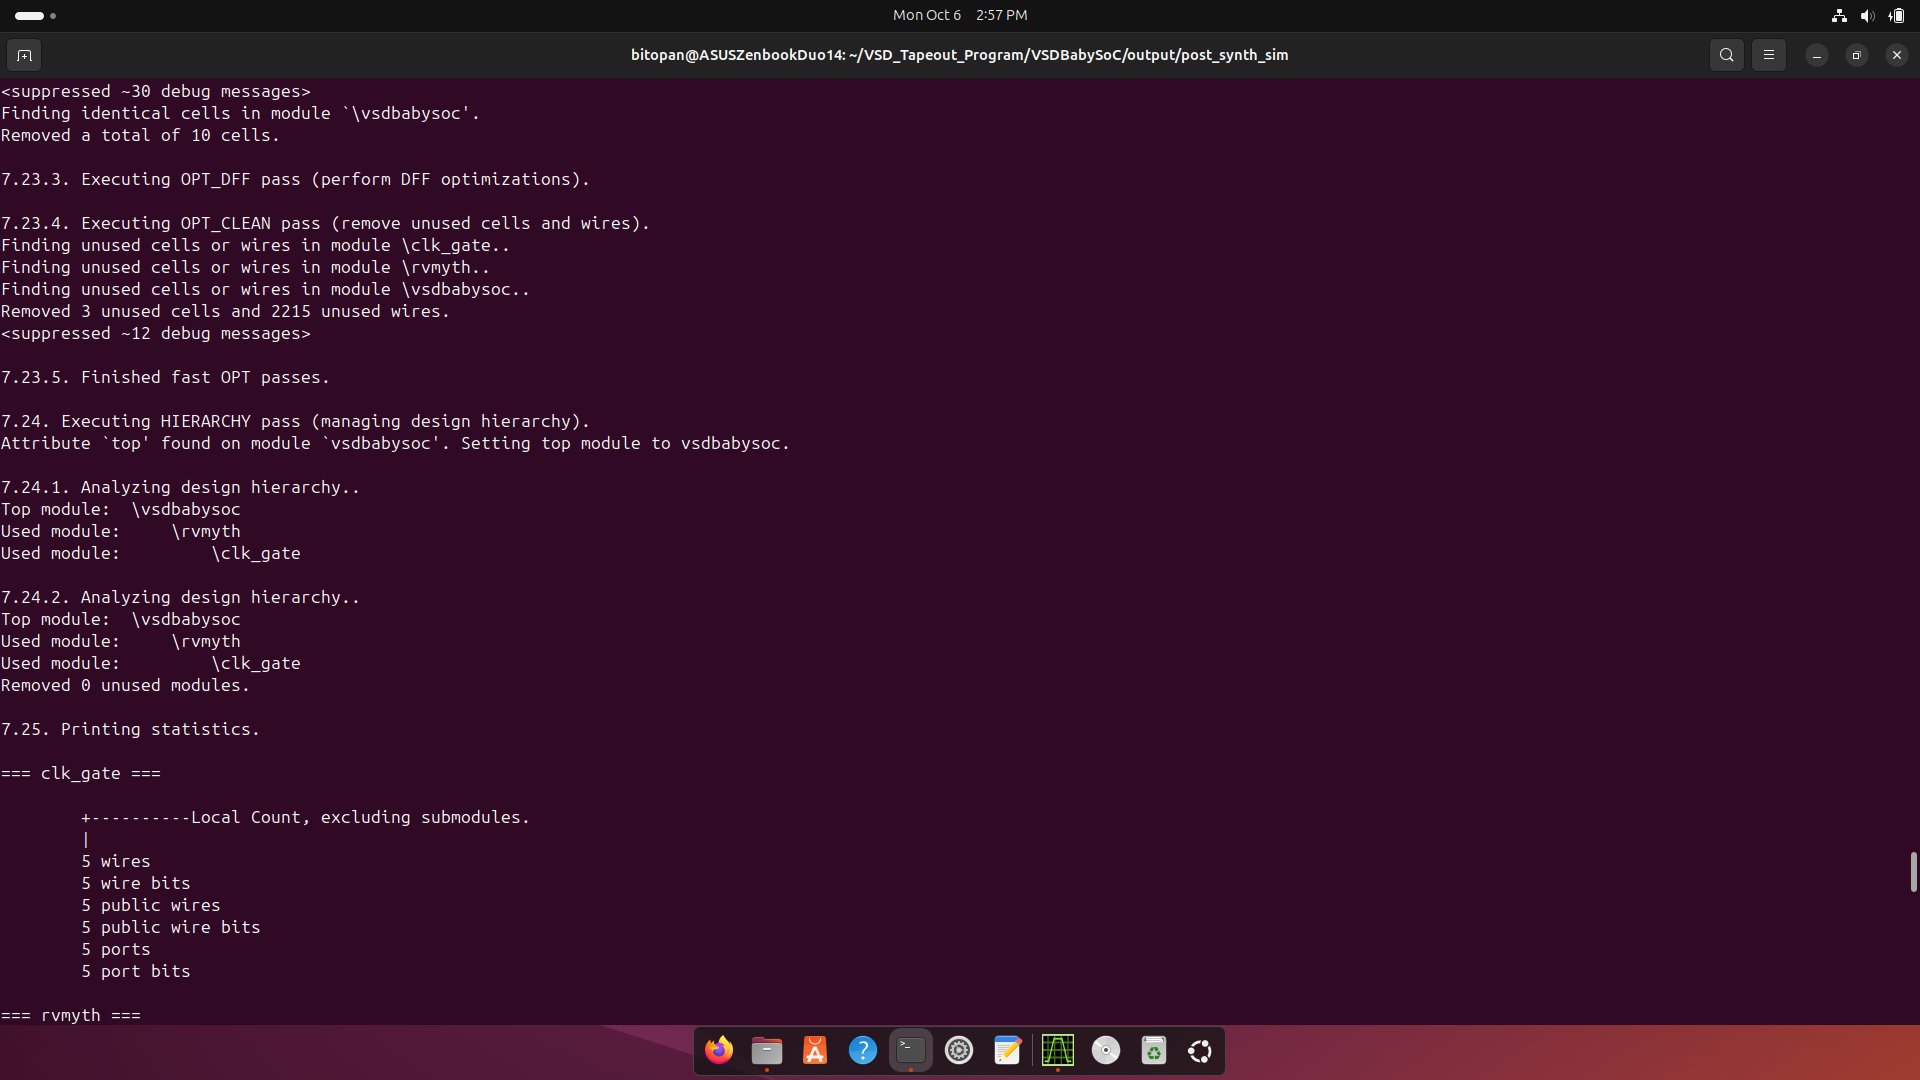 Mon Oct 6 2:57 PM
bitopan@ASUSZenbookDuo14: ~/VSD_Tapeout_Program/VSDBabySoC/output/post_synth_sim
<suppressed ~30 debug messages>
Finding identical cells in module `\vsdbabysoc'.
Removed a total of 10 cells.
7.23.3. Executing OPT_DFF pass (perform DFF optimizations).
7.23.4. Executing OPT_CLEAN pass (remove unused cells and wires).
Finding unused cells or wires in module \clk_gate..
Finding unused cells or wires in module \rvmyth..
Finding unused cells or wires in module \vsdbabysoc..
Removed 3 unused cells and 2215 unused wires.
<suppressed ~12 debug messages>
7.23.5. Finished fast OPT passes.
7.24. Executing HIERARCHY pass (managing design hierarchy).
Attribute `top' found on module `vsdbabysoc'. Setting top module to vsdbabysoc.
7.24.1. Analyzing design hierarchy..
Top module:  \vsdbabysoc
Used module:     \rvmyth
Used module:         \clk_gate
7.24.2. Analyzing design hierarchy..
Top module:  \vsdbabysoc
Used module:     \rvmyth
Used module:         \clk_gate
Removed 0 unused modules.
7.25. Printing statistics.
=== clk_gate ===
+----------Local Count, excluding submodules.
|
5 wires
5 wire bits
5 public wires
5 public wire bits
5 ports
5 port bits
=== rvmyth ===